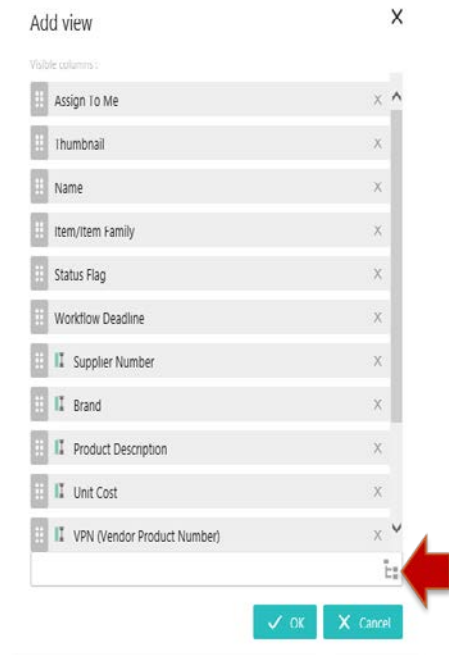 Add view
X
Visible columns :
Assign To Me X
Thumbnail X
Name X
Item/Item Family X
Status Flag X
Workflow Deadline X
Supplier Number X
Brand X
Product Description X
Unit Cost X
VPN (Vendor Product Number) X
OK X Cancel